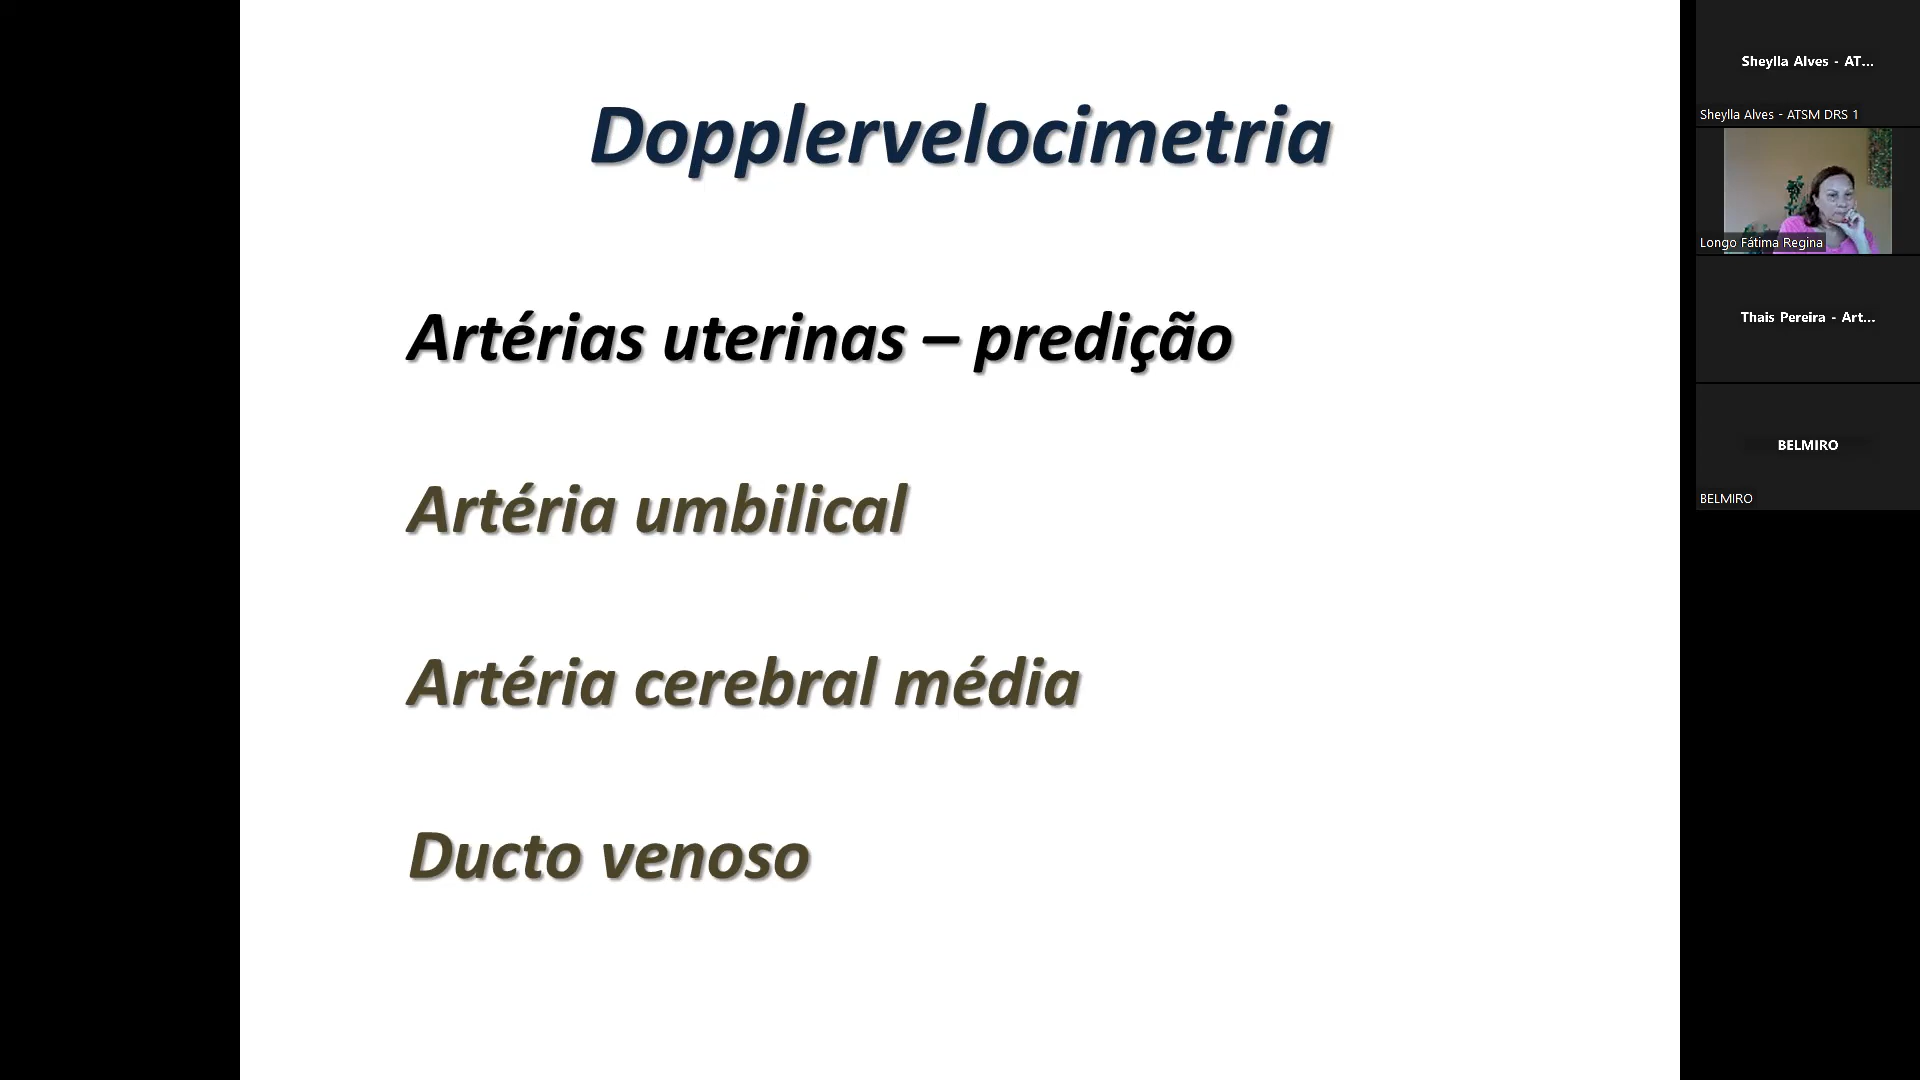 Dopplervelocimetria
Artérias uterinas – predição
Artéria umbilical
Artéria cerebral média
Ducto venoso
Sheylla Alves - AT...
Sheylla Alves - ATSM DRS 1
Longo Fátima Regina
Thais Pereira - Art...
BELMIRO
BELMIRO